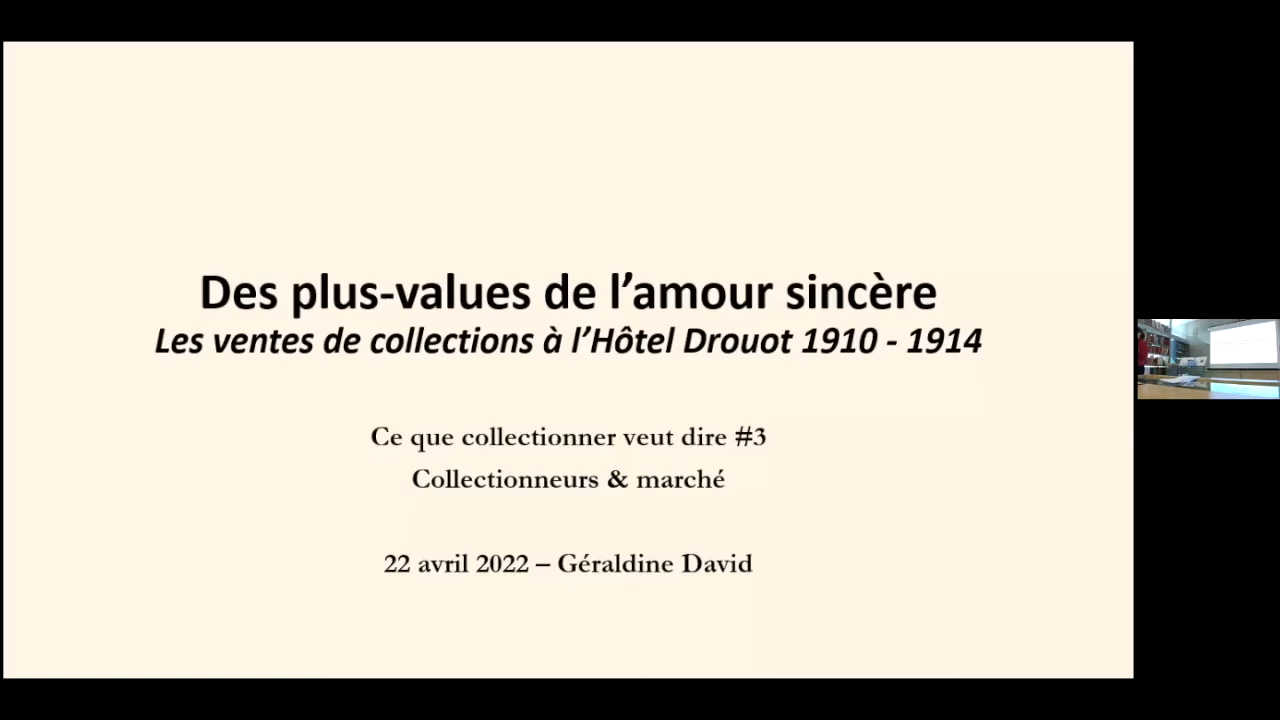 Des plus-values de l’amour sincère
Les ventes de collections à l’Hôtel Drouot 1910 - 1914
Ce que collectionner veut dire #3
Collectionneurs & marché
22 avril 2022 – Géraldine David